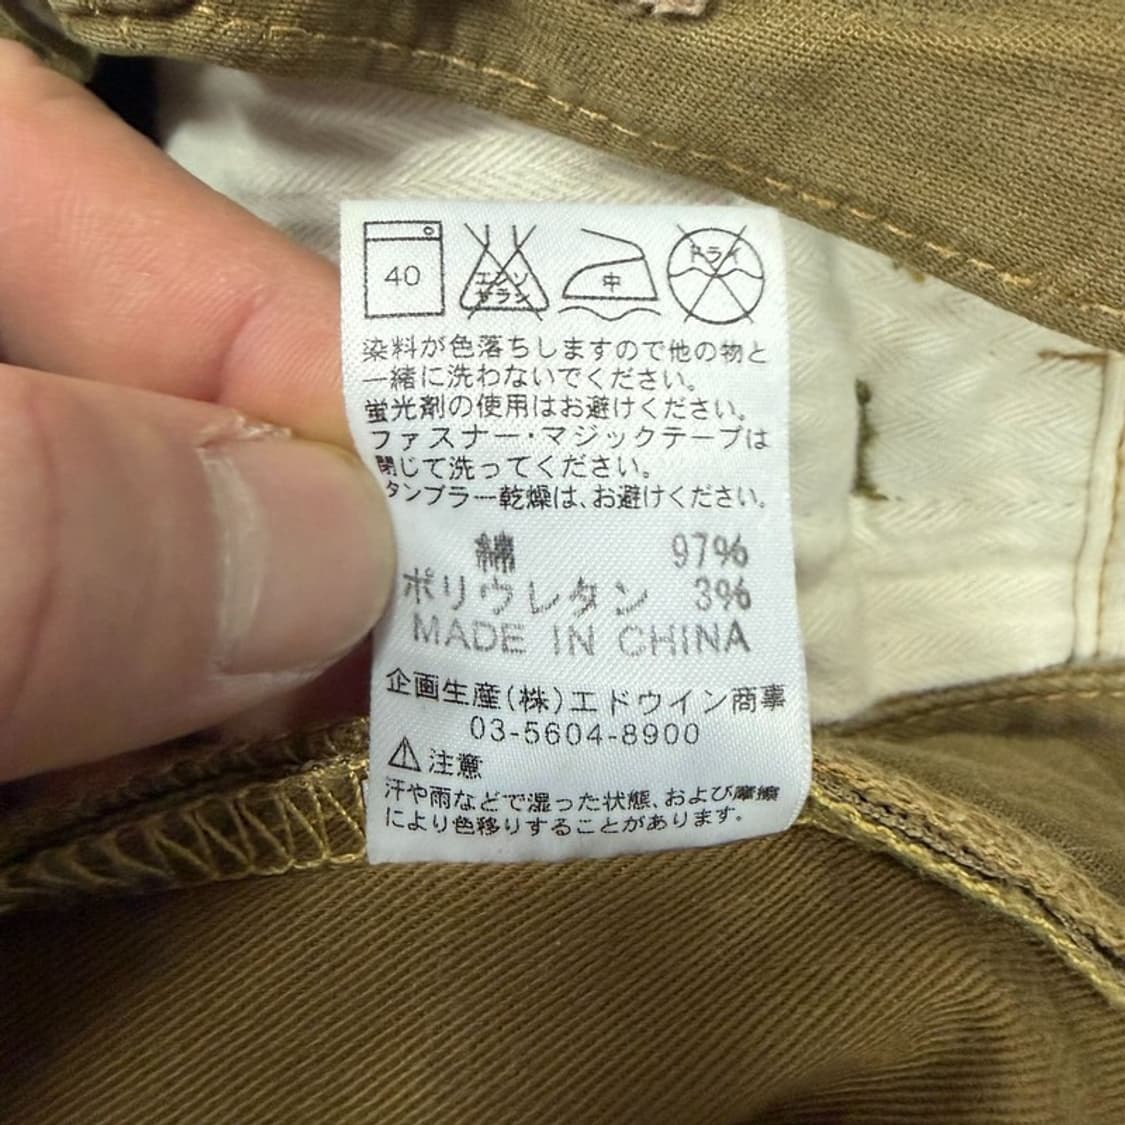 40
エンソ
サラシ
中
ドライ
染料が色落ちしますので他の物と
一緒に洗わないでください。
蛍光剤の使用はお避けください。
ファスナー・マジックテープは
閉じて洗ってください。
タンブラー乾燥は、お避けください。
綿 97%
ポリウレタン 3%
MADE IN CHINA
企画生産(株)エドウイン商事
03-5604-8900
注意
汗や雨などで湿った状態、および摩擦
により色移りすることがあります。